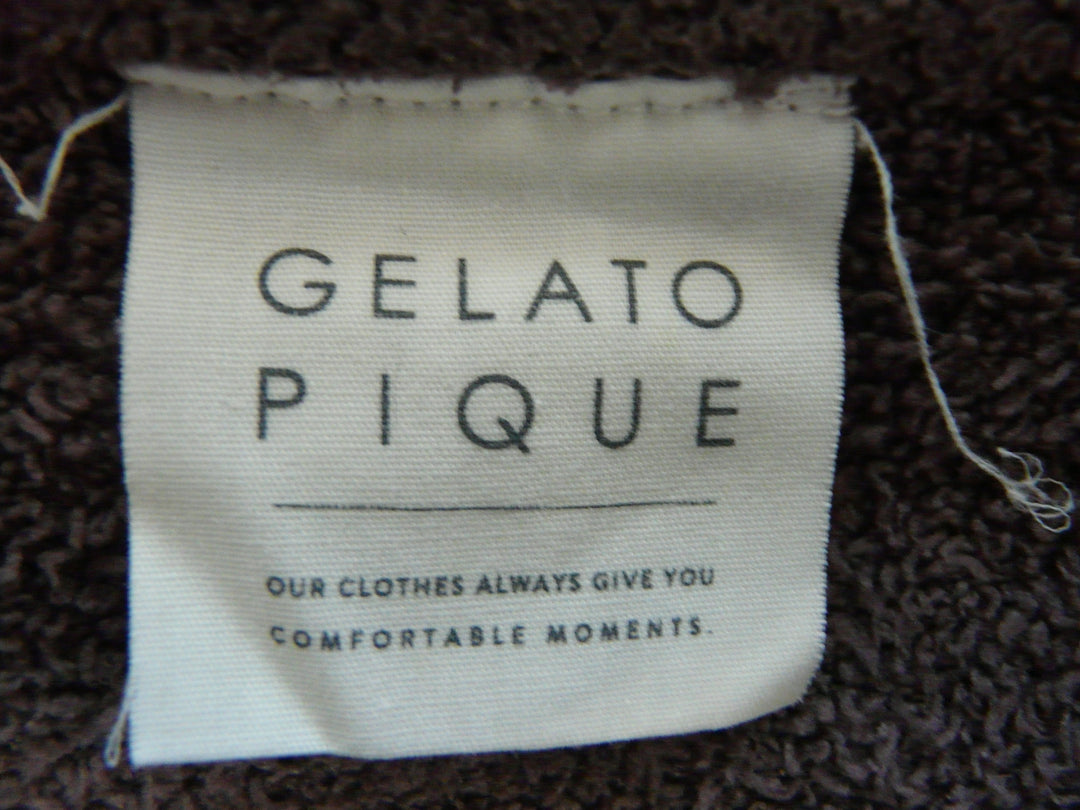 GELATO
PIQUE
OUR CLOTHES ALWAYS GIVE YOU
COMFORTABLE MOMENTS.